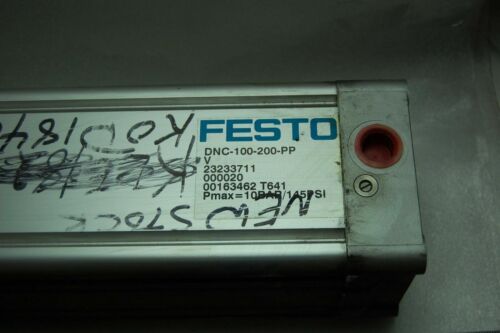 FESTO
DNC-100-200-PP
V
23233711
000020
00163462 T641
Pmax=10BAR/145PSI
NEW STOCK